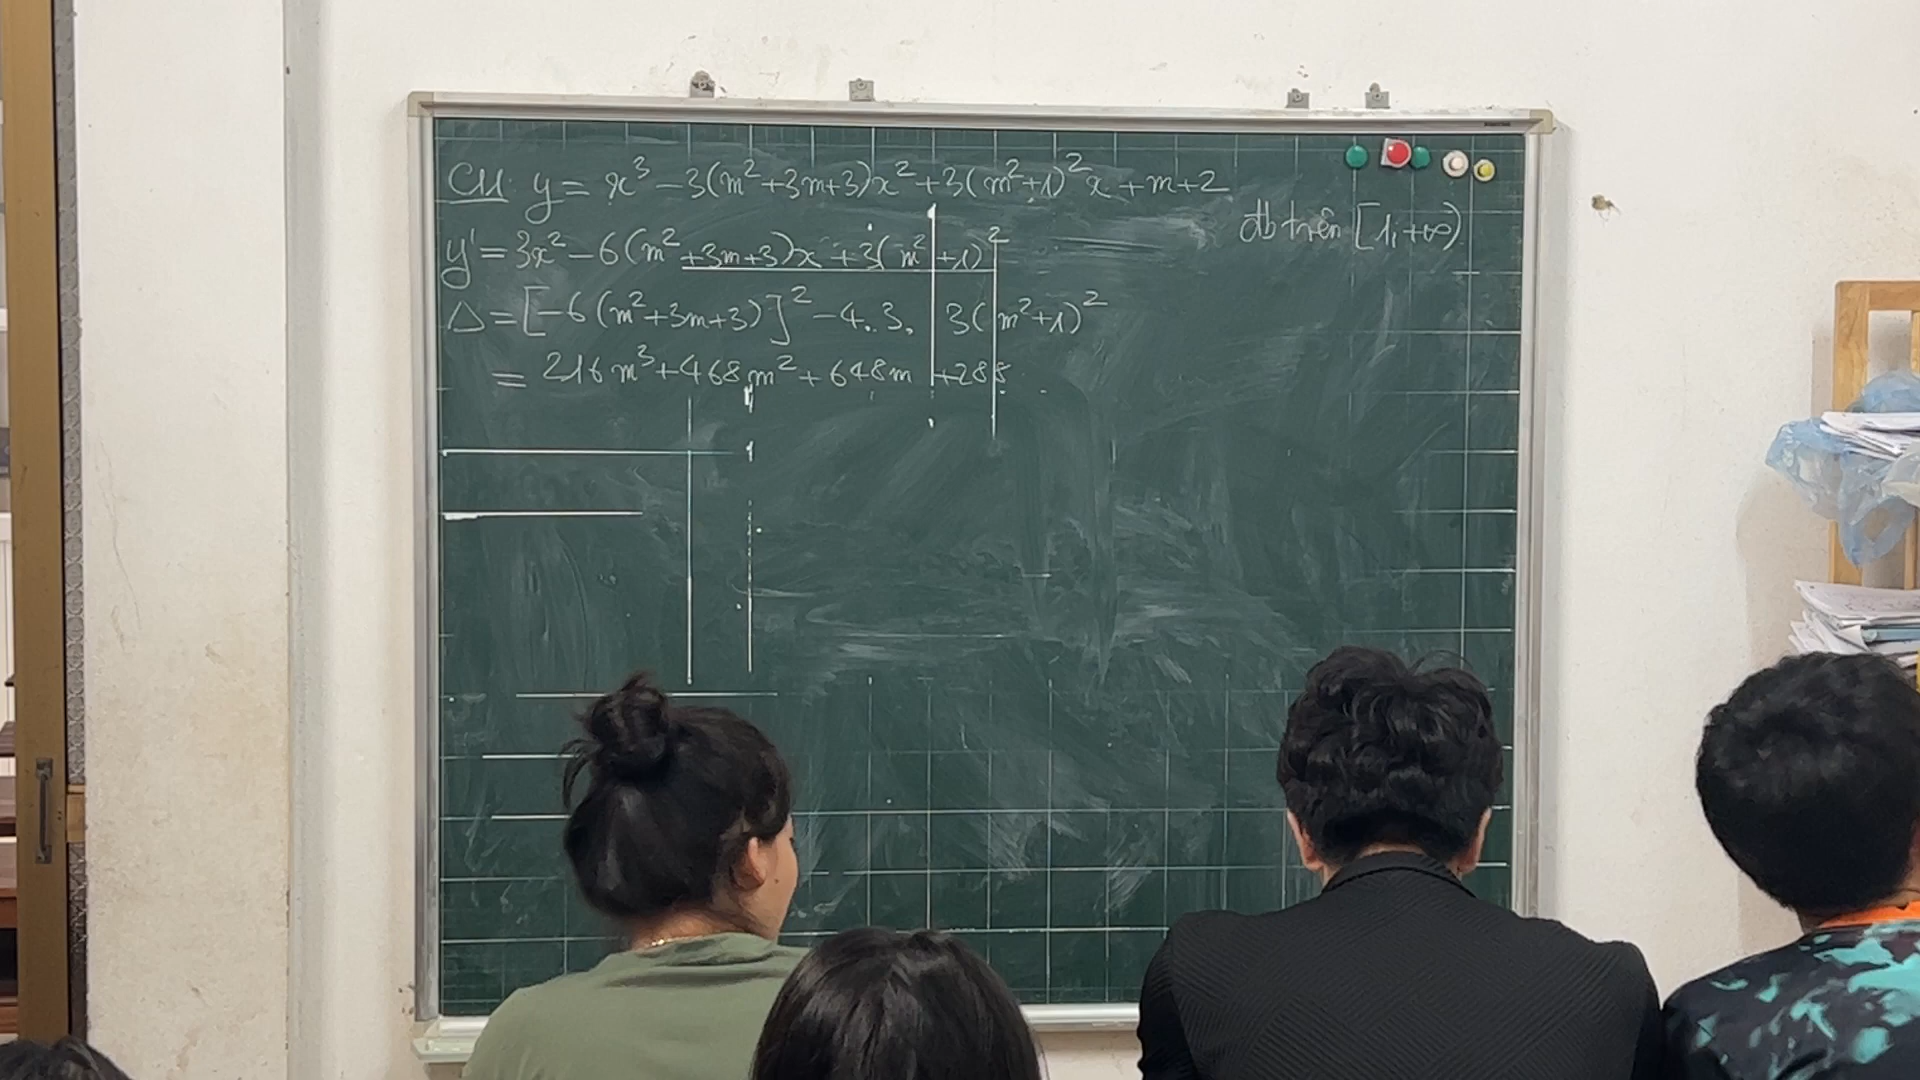 C11: y = x³ - 3(m² + 3m + 3)x² + 3(m² + 1)²x + m + 2
đb trên [1, +∞)
y' = 3x² - 6(m² + 3m + 3)x + 3(m² + 1)²
Δ = [-6(m² + 3m + 3)]² - 4.3. 3(m² + 1)²
= 216m³ + 468m² + 648m + 288